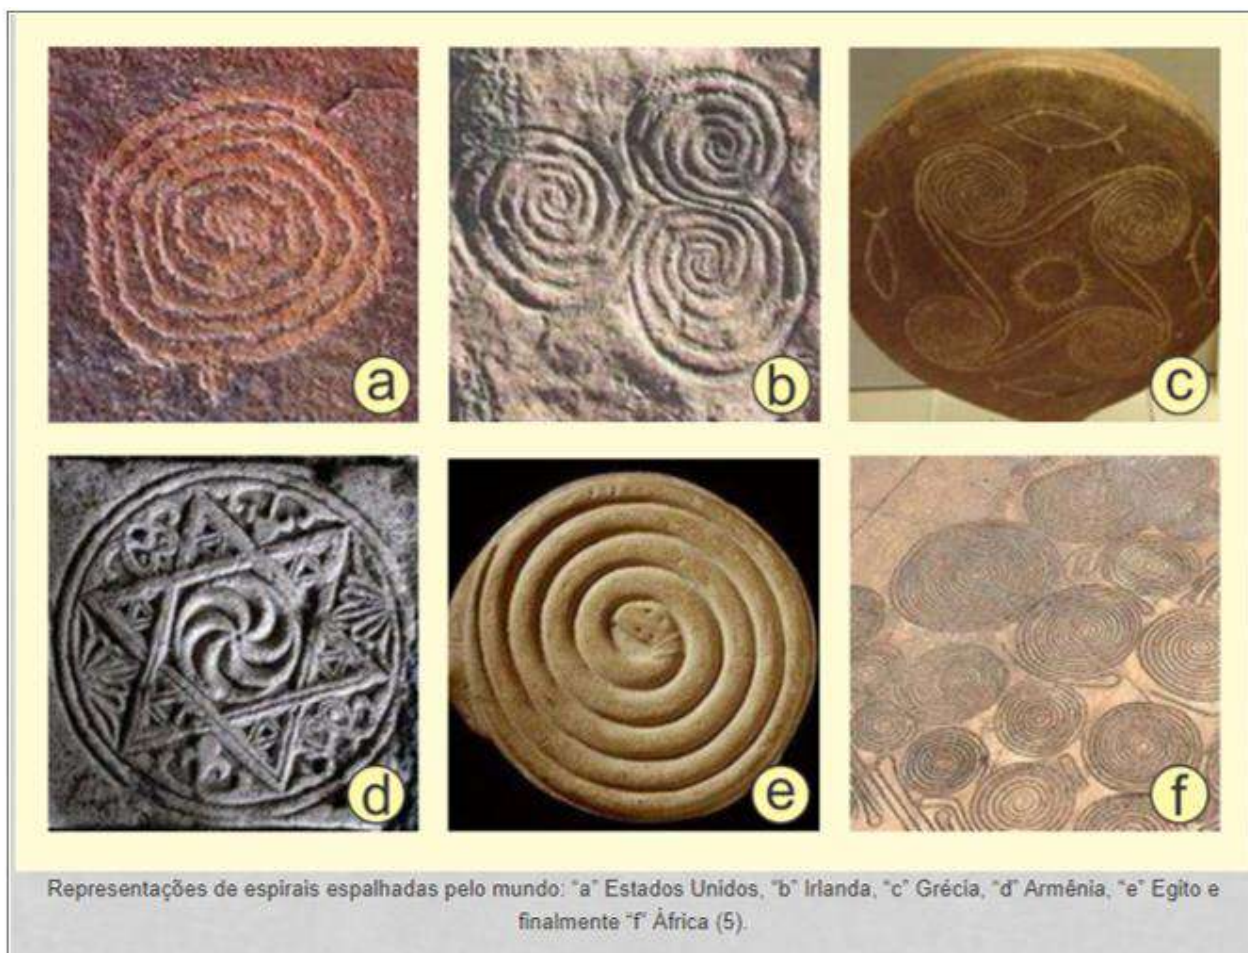 a
b
c
d
e
f
Representações de espirais espalhadas pelo mundo: “a” Estados Unidos, “b” Irlanda, “c” Grécia, “d” Armênia, “e” Egito e
finalmente “f” África (5).